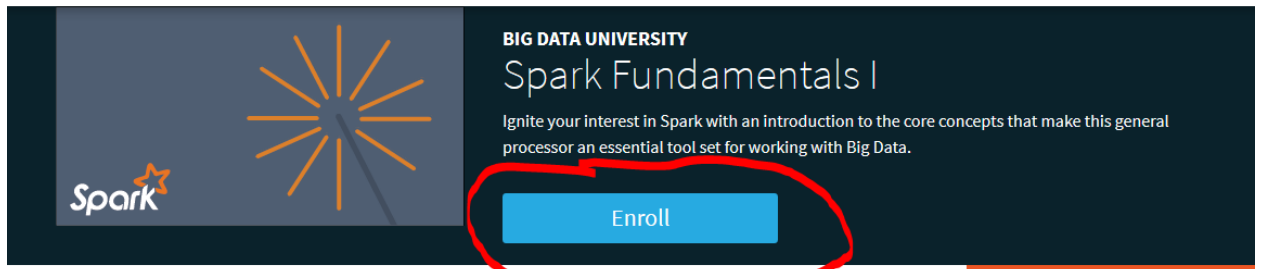 BIG DATA UNIVERSITY
Spark Fundamentals I
Ignite your interest in Spark with an introduction to the core concepts that make this general
processor an essential tool set for working with Big Data.
Spark
Enroll